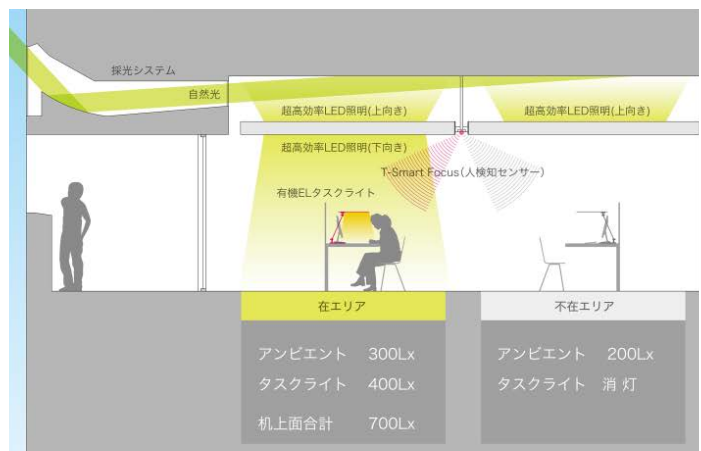 採光システム
自然光
超高効率LED照明(上向き)
超高効率LED照明(上向き)
超高効率LED照明(下向き)
T-Smart Focus(人検知センサー)
有機ELタスクライト
在エリア
アンビエント 300Lx
タスクライト 400Lx
机上面合計 700Lx
不在エリア
アンビエント 200Lx
タスクライト 消灯